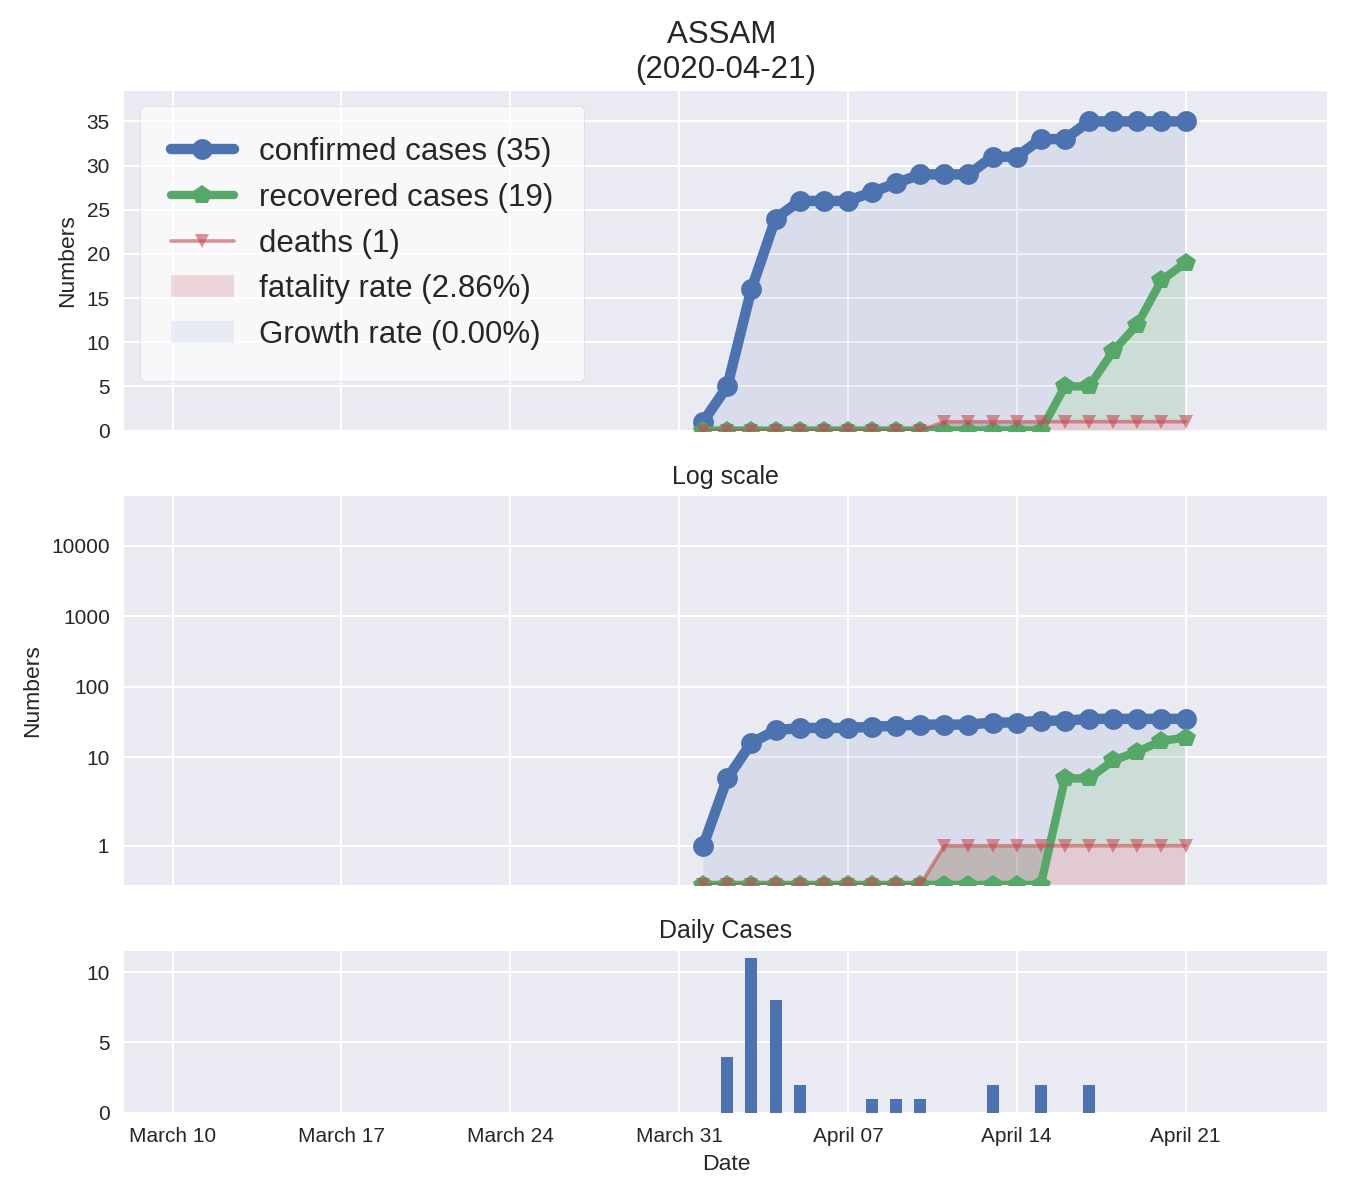 ASSAM
(2020-04-21)
35
30
25
20
15
10
5
0
Numbers
confirmed cases (35)
recovered cases (19)
deaths (1)
fatality rate (2.86%)
Growth rate (0.00%)
Log scale
10000
1000
100
10
1
Numbers
Daily Cases
10
5
0
March 10 March 17 March 24 March 31 April 07 April 14 April 21
Date